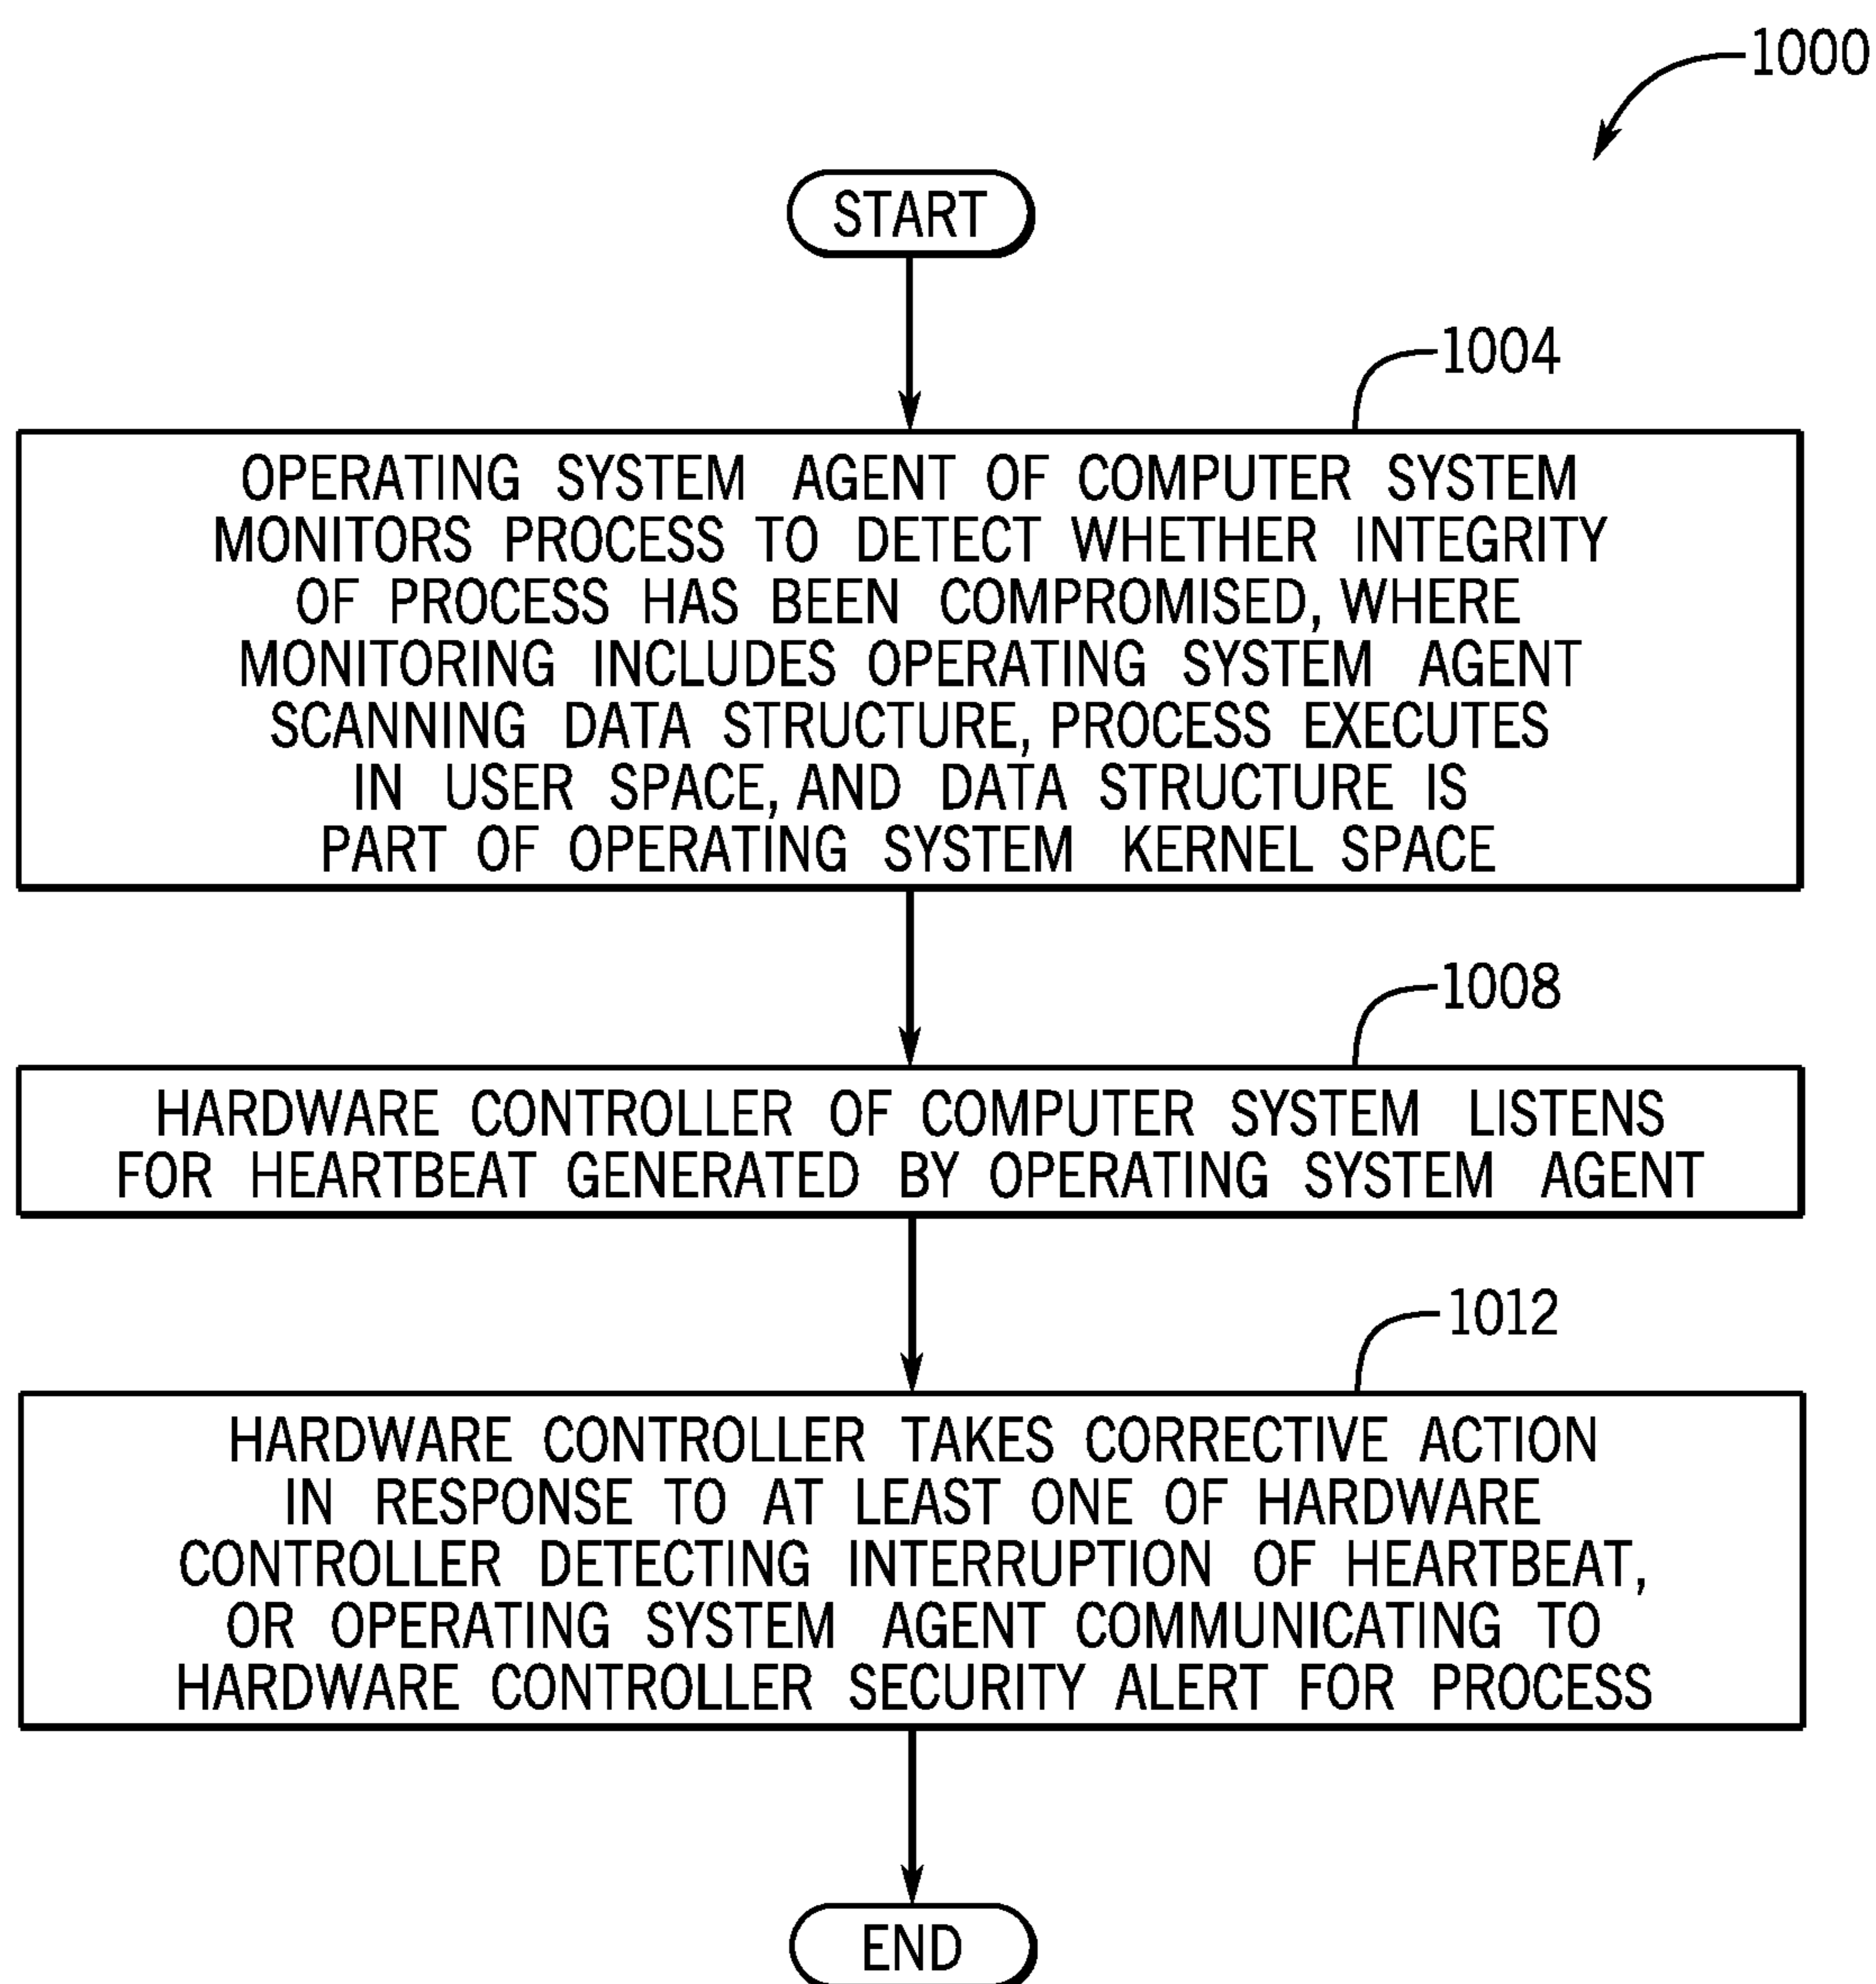 1000
START
1004
OPERATING SYSTEM AGENT OF COMPUTER SYSTEM
MONITORS PROCESS TO DETECT WHETHER INTEGRITY
OF PROCESS HAS BEEN COMPROMISED, WHERE
MONITORING INCLUDES OPERATING SYSTEM AGENT
SCANNING DATA STRUCTURE, PROCESS EXECUTES
IN USER SPACE, AND DATA STRUCTURE IS
PART OF OPERATING SYSTEM KERNEL SPACE
1008
HARDWARE CONTROLLER OF COMPUTER SYSTEM LISTENS
FOR HEARTBEAT GENERATED BY OPERATING SYSTEM AGENT
1012
HARDWARE CONTROLLER TAKES CORRECTIVE ACTION
IN RESPONSE TO AT LEAST ONE OF HARDWARE
CONTROLLER DETECTING INTERRUPTION OF HEARTBEAT,
OR OPERATING SYSTEM AGENT COMMUNICATING TO
HARDWARE CONTROLLER SECURITY ALERT FOR PROCESS
END